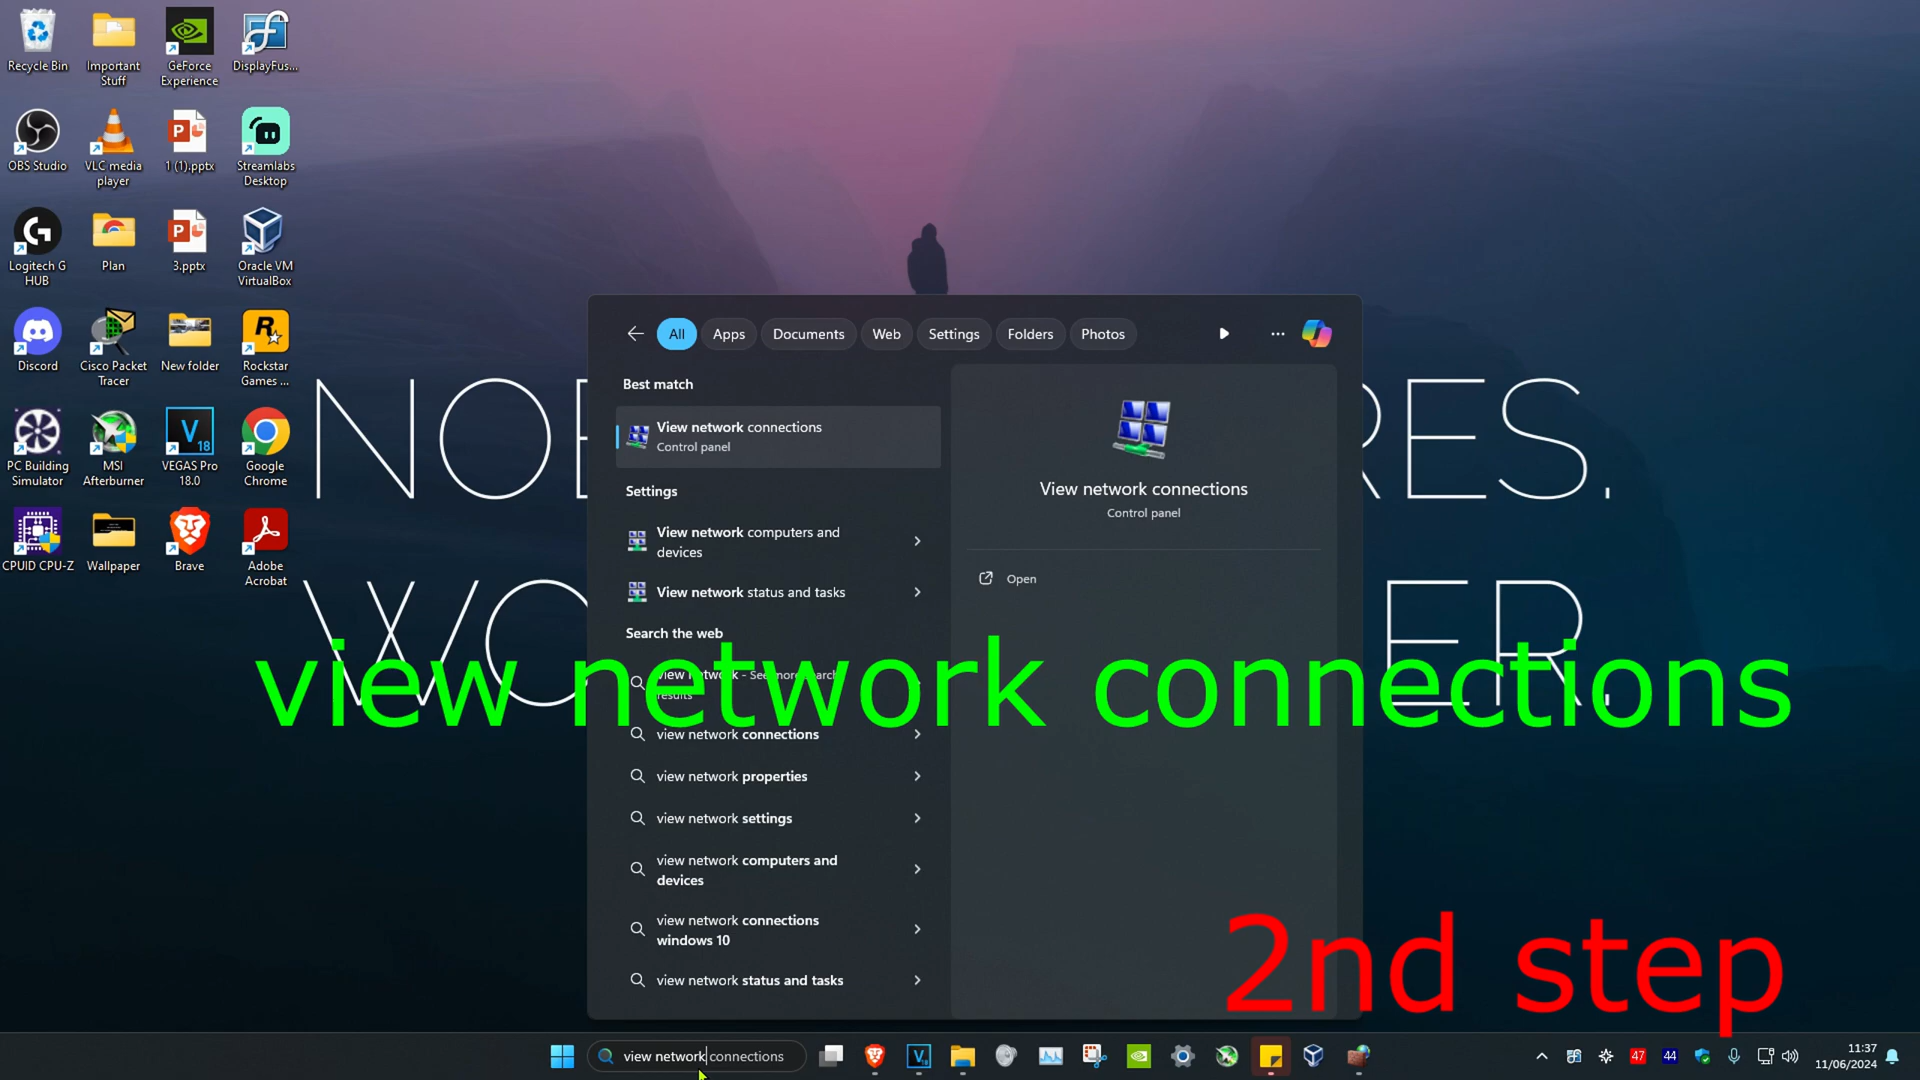 Recycle Bin
Important
Stuff
GeForce
Experience
DisplayFus...
OBS Studio
VLC media
player
1 (1).pptx
Streamlabs
Desktop
Logitech G
HUB
Plan
3.pptx
Oracle VM
VirtualBox
Discord
Cisco Packet
Tracer
New folder
Rockstar
Games ...
PC Building
Simulator
MSI
Afterburner
VEGAS Pro
18.0
Google
Chrome
CPUID CPU-Z
Wallpaper
Brave
Adobe
Acrobat
All
Apps
Documents
Web
Settings
Folders
Photos
Best match
View network connections
Control panel
Settings
View network computers and
devices
View network status and tasks
Search the web
view network - See more search
results
view network connections
view network properties
view network settings
view network computers and
devices
view network connections
windows 10
view network status and tasks
View network connections
Control panel
Open
view network connections
2nd step
view network connections
47
44
11:37
11/06/2024